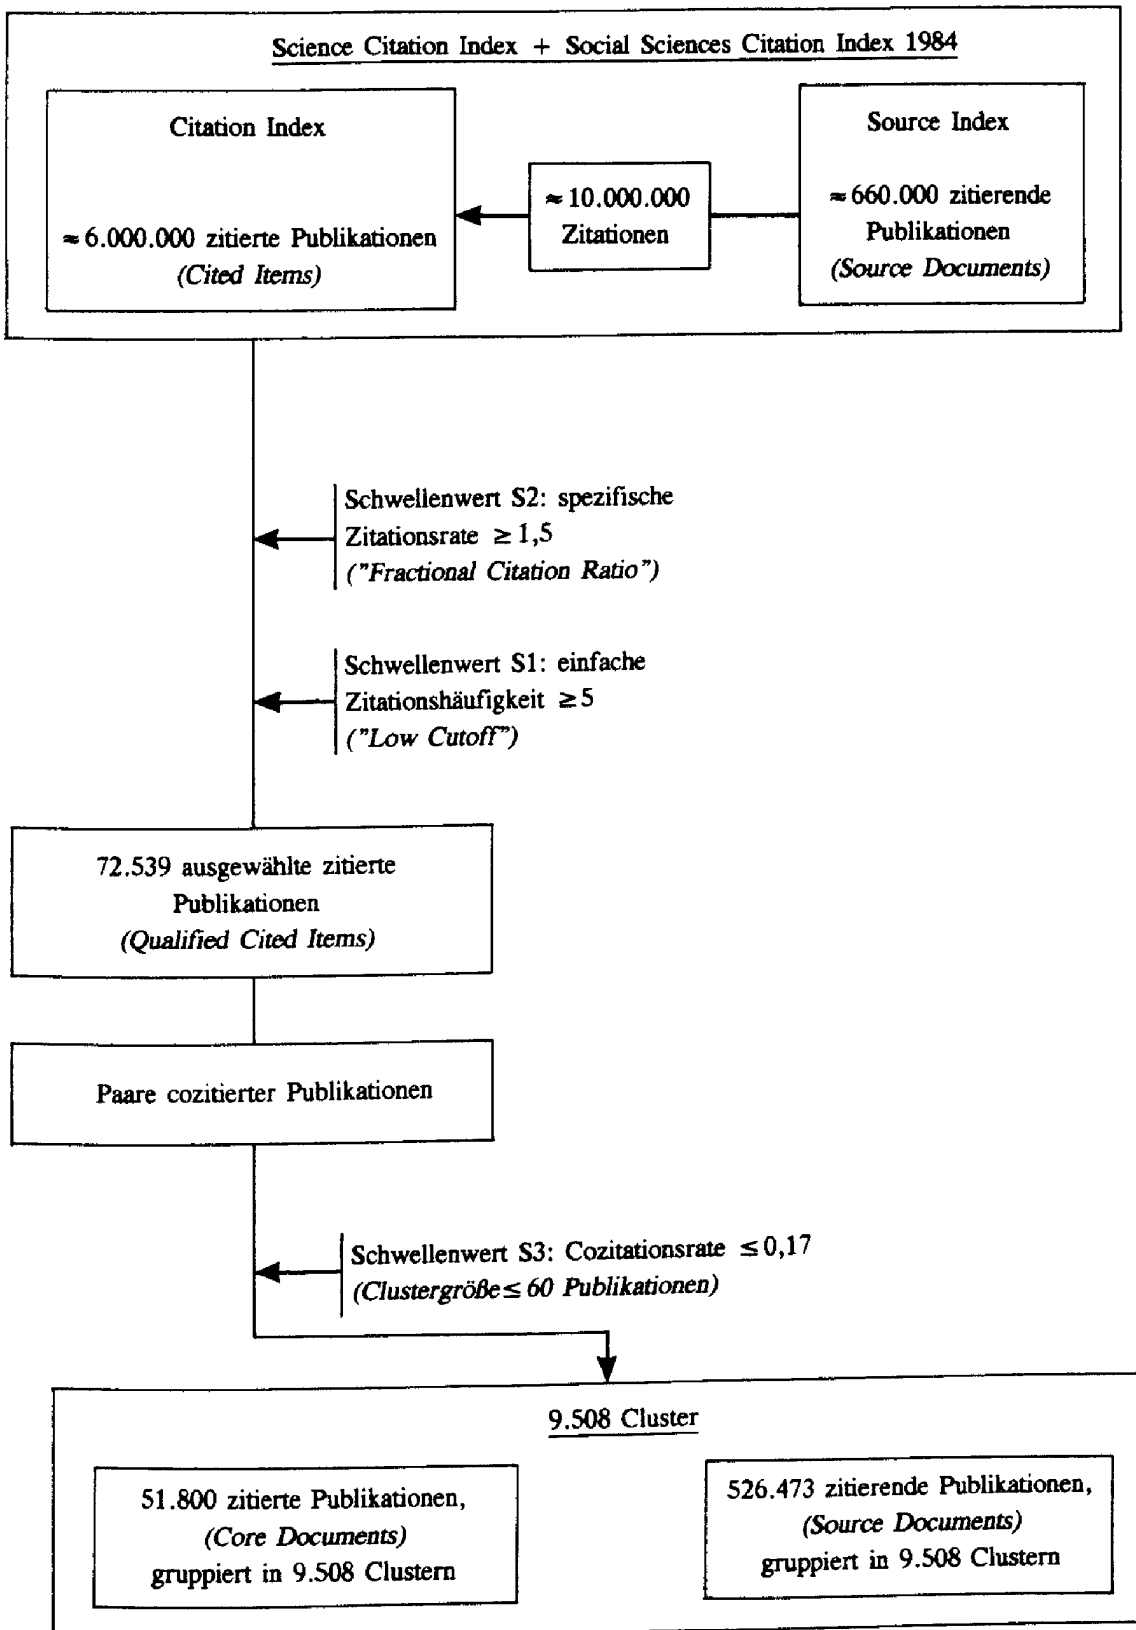 Science Citation Index + Social Sciences Citation Index 1984
Citation Index
≈ 6.000.000 zitierte Publikationen
(Cited Items)
≈ 10.000.000
Zitationen
Source Index
≈ 660.000 zitierende
Publikationen
(Source Documents)
Schwellenwert S2: spezifische
Zitationsrate ≥ 1,5
("Fractional Citation Ratio")
Schwellenwert S1: einfache
Zitationshäufigkeit ≥ 5
("Low Cutoff")
72.539 ausgewählte zitierte
Publikationen
(Qualified Cited Items)
Paare cozitierter Publikationen
Schwellenwert S3: Cozitationsrate ≤ 0,17
(Clustergröße ≤ 60 Publikationen)
9.508 Cluster
51.800 zitierte Publikationen,
(Core Documents)
gruppiert in 9.508 Clustern
526.473 zitierende Publikationen,
(Source Documents)
gruppiert in 9.508 Clustern